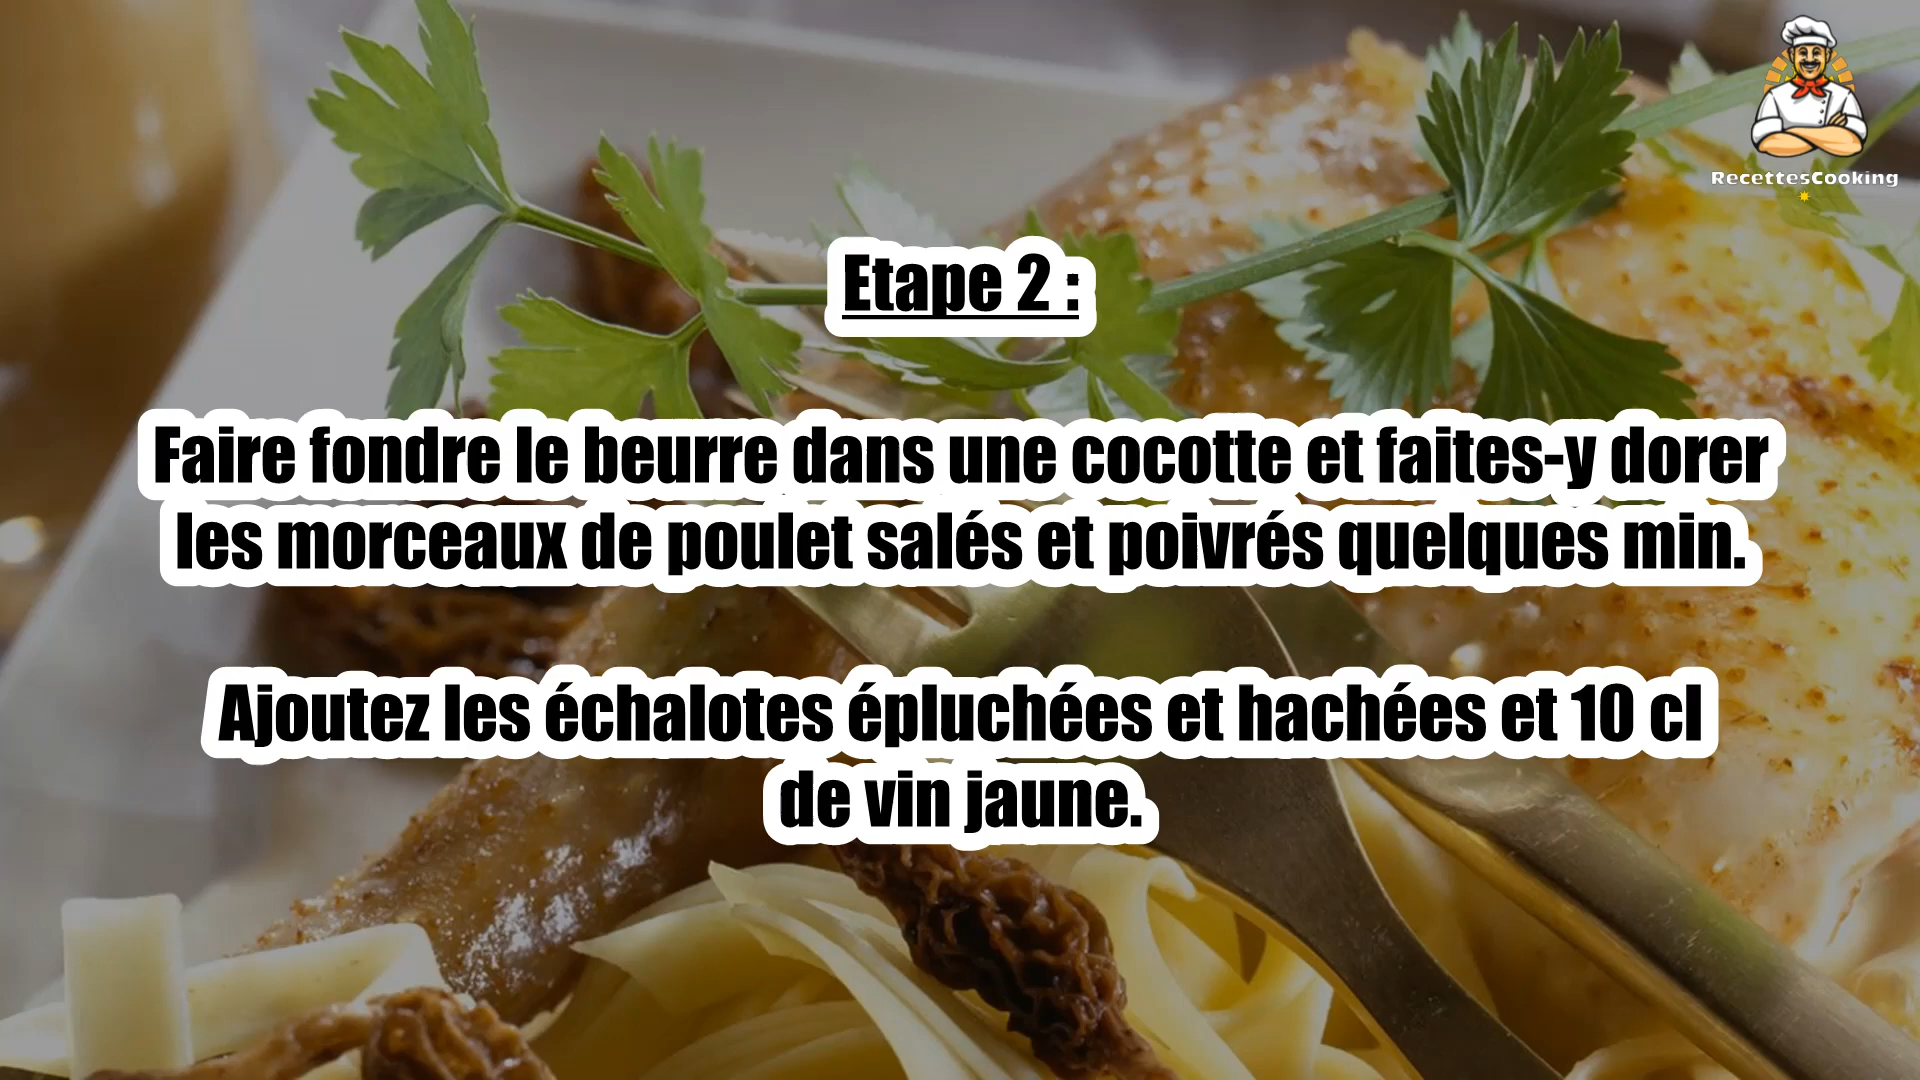 RecettesCooking
Etape 2 :
Faire fondre le beurre dans une cocotte et faites-y dorer
les morceaux de poulet salés et poivrés quelques min.
Ajoutez les échalotes épluchées et hachées et 10 cl
de vin jaune.